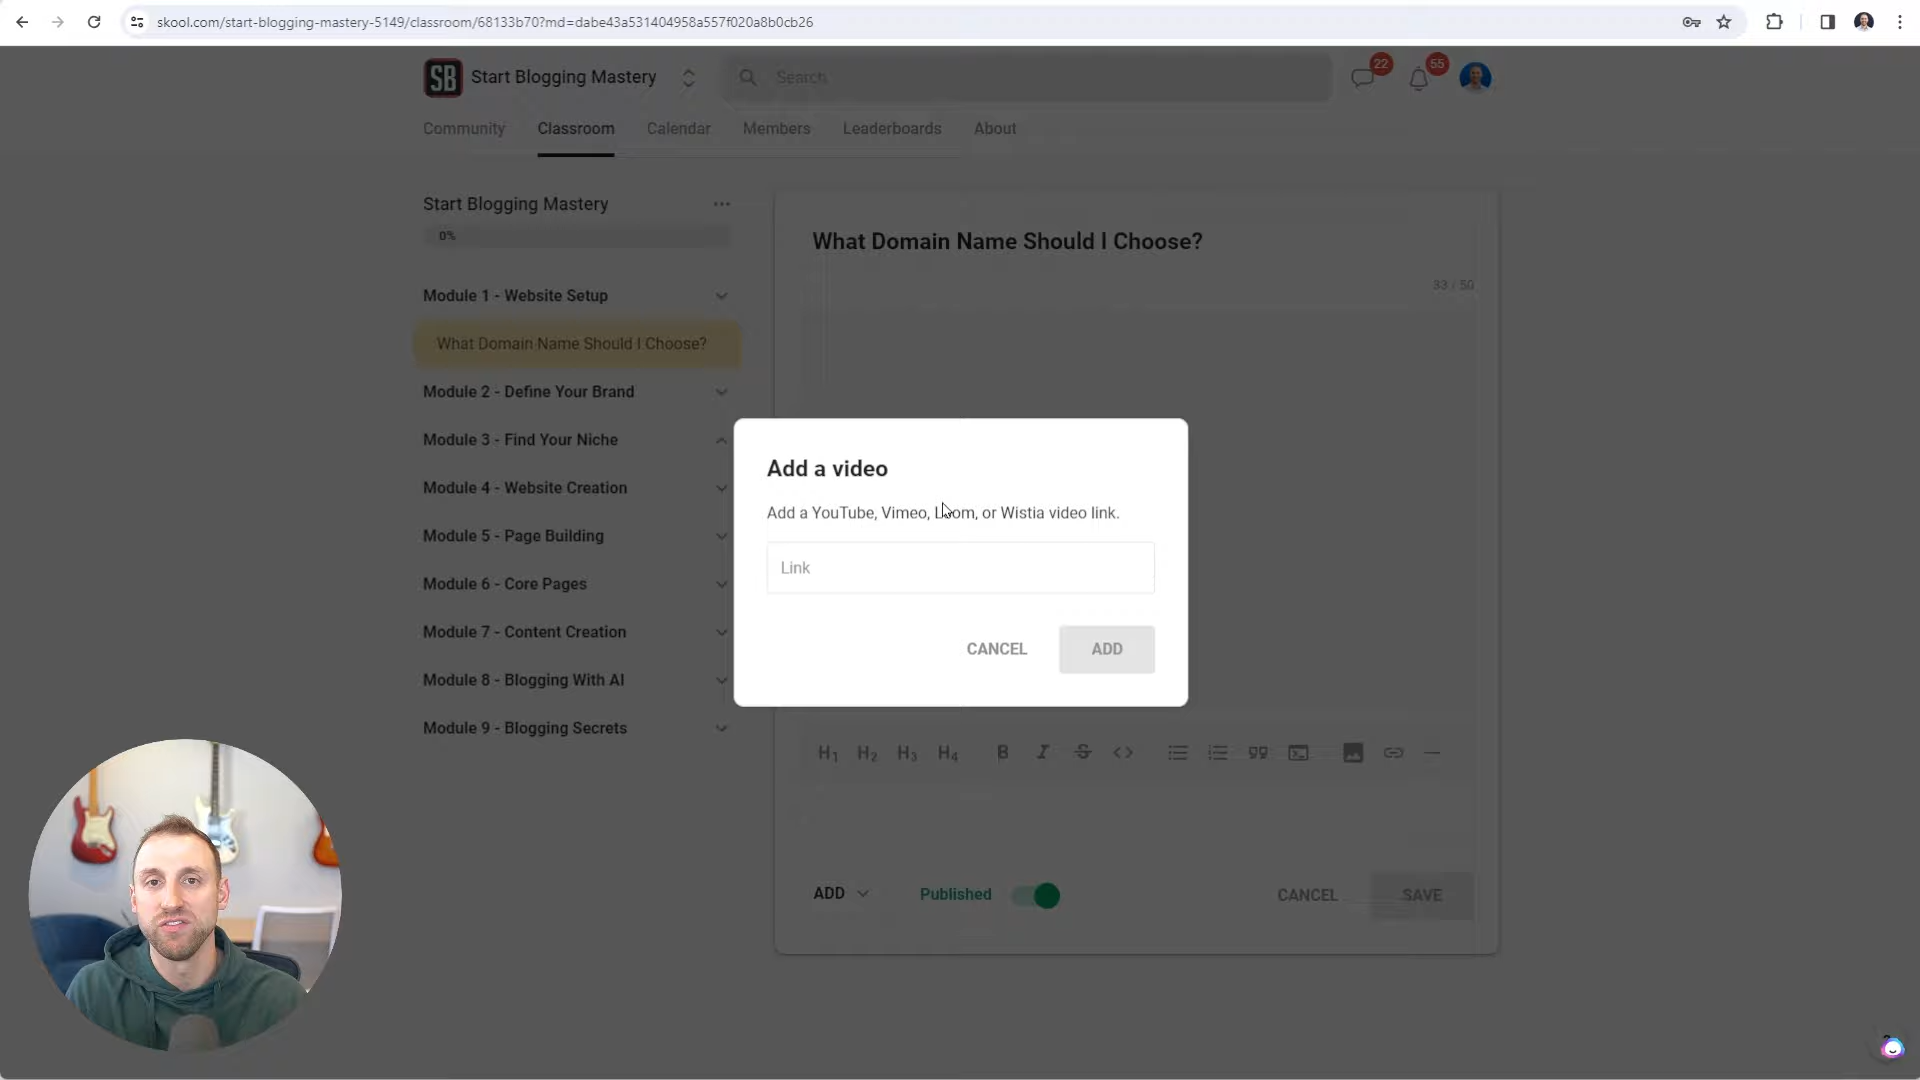 skool.com/start-blogging-mastery-5149/classroom/68133b70?md=dabe43a531404958a557f020a8b0cb26
SB
Start Blogging Mastery
Search
22
55
Community
Classroom
Calendar
Members
Leaderboards
About
Start Blogging Mastery
0%
Module 1 - Website Setup
What Domain Name Should I Choose?
Module 2 - Define Your Brand
Module 3 - Find Your Niche
Module 4 - Website Creation
Module 5 - Page Building
Module 6 - Core Pages
Module 7 - Content Creation
Module 8 - Blogging With AI
Module 9 - Blogging Secrets
What Domain Name Should I Choose?
33 / 50
Add a video
Add a YouTube, Vimeo, Loom, or Wistia video link.
Link
CANCEL
ADD
H1 H2 H3 H4 B I S
ADD
Published
CANCEL
SAVE